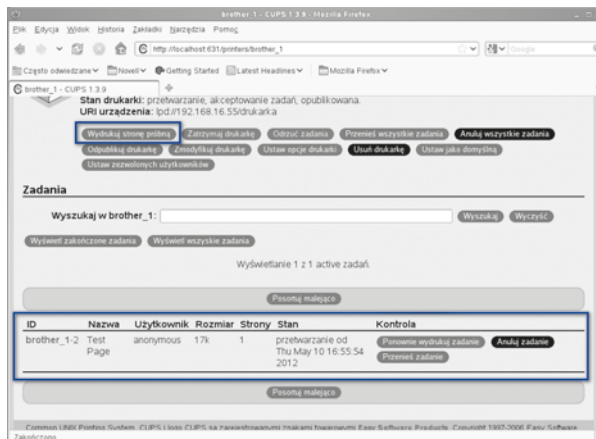 brother_1 - CUPS 1.3.9 - Mozilla Firefox
Plik Edycja Widok Historia Zakładki Narzędzia Pomoc
http://localhost:631/printers/brother_1 Google
Często odwiedzane Novell Getting Started Latest Headlines Mozilla Firefox
brother_1 - CUPS 1.3.9
Stan drukarki: przetwarzanie, akceptowanie zadań, opublikowana.
URI urządzenia: lpd://192.168.16.55/drukarka
Wydrukuj stronę próbną Zatrzymaj drukarkę Odrzuć zadania Przenieś wszystkie zadania Anuluj wszystkie zadania
Odpublikuj drukarkę Zmodyfikuj drukarkę Ustaw opcje drukarki Usuń drukarkę Ustaw jako domyślną
Ustaw zezwolonych użytkowników
Zadania
Wyszukaj w brother_1: Wyszukaj Wyczyść
Wyświetl zakończone zadania Wyświetl wszyskie zadania
Wyświetlanie 1 z 1 active zadań.
Posortuj malejąco
ID Nazwa Użytkownik Rozmiar Strony Stan Kontrola
brother_1-2 Test Page anonymous 17k 1 przetwarzanie od Thu May 10 16:55:54 2012 Ponownie wydrukuj zadanie Anuluj zadanie
Przenieś zadanie
Posortuj malejąco
Common UNIX Printing System, CUPS i logo CUPS są zarejestrowanymi znakami towarowymi Easy Software Products. Copyright 1997-2006 Easy Software
Zakończono